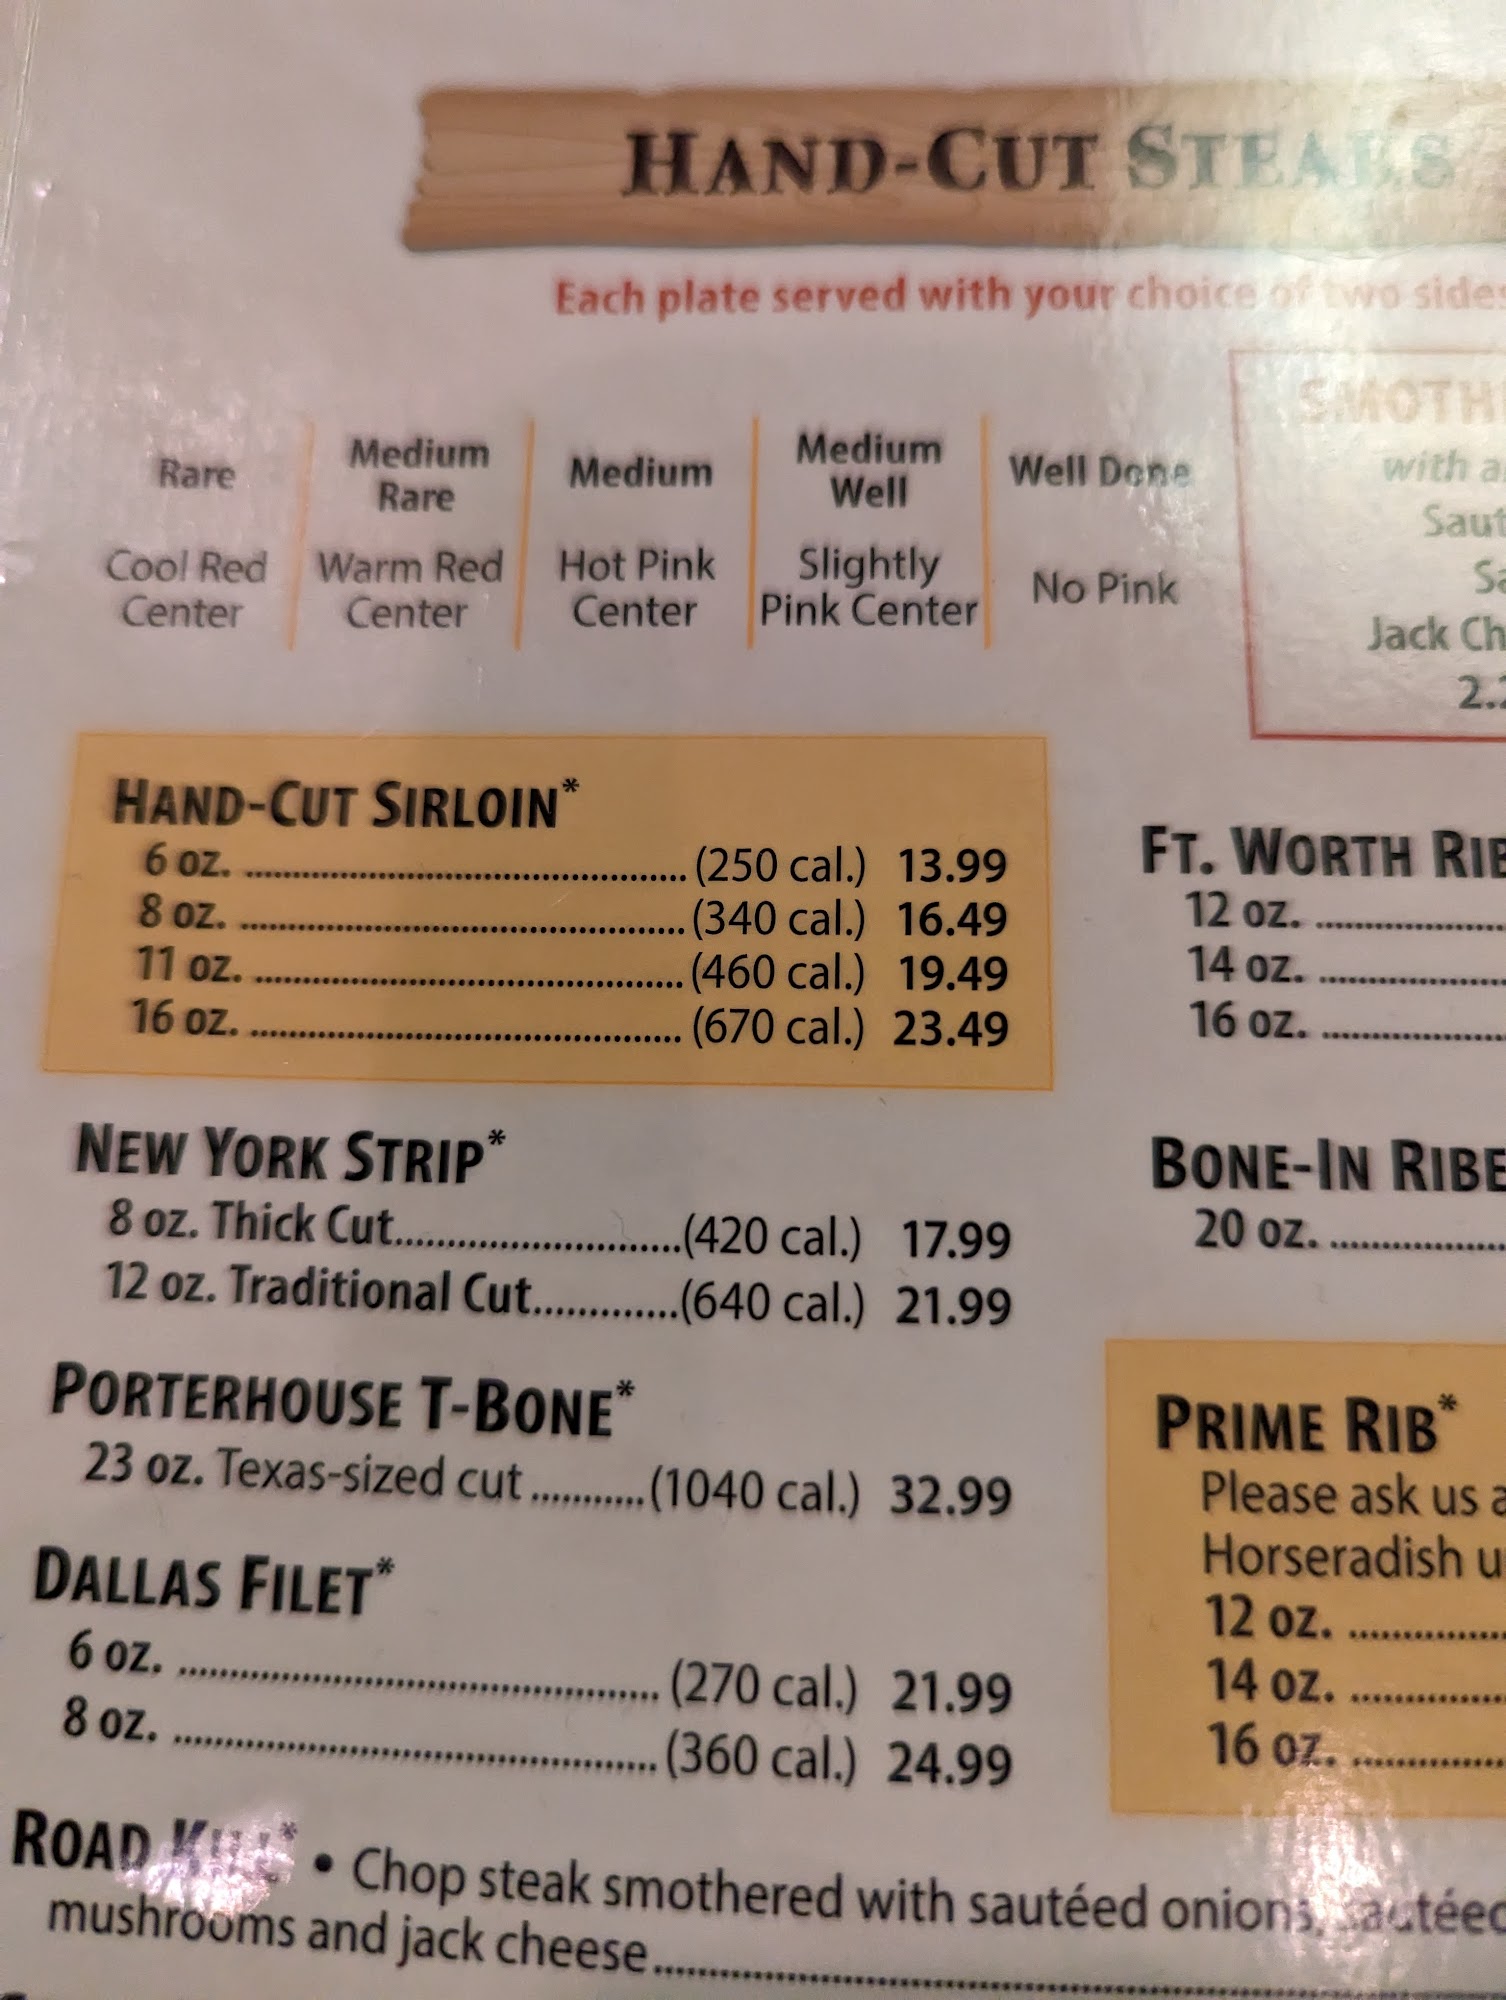 HAND-CUT STEAKS
Each plate served with your choice of two sides
Rare
Cool Red
Center
Medium
Rare
Warm Red
Center
Medium
Hot Pink
Center
Medium
Well
Slightly
Pink Center
Well Done
No Pink
with
Jack
HAND-CUT SIRLOIN*
6 oz. (250 cal.) 13.99
8 oz. (340 cal.) 16.49
11 oz. (460 cal.) 19.49
16 oz. (670 cal.) 23.49
NEW YORK STRIP*
8 oz. Thick Cut (420 cal.) 17.99
12 oz. Traditional Cut (640 cal.) 21.99
PORTERHOUSE T-BONE*
23 oz. Texas-sized cut (1040 cal.) 32.99
DALLAS FILET*
6 oz. (270 cal.) 21.99
8 oz. (360 cal.) 24.99
FT. WORTH
12 oz.
14 oz.
16 oz.
BONE-IN
20 oz.
PRIME RIB*
Please ask us
Horseradish
12 oz.
14 oz.
16 oz.
ROAD KILL* • Chop steak smothered with sautéed onions, sautéed
mushrooms and jack cheese